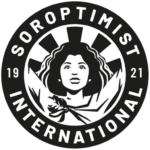 SOROPTIMIST
19 21
INTERNATIONAL